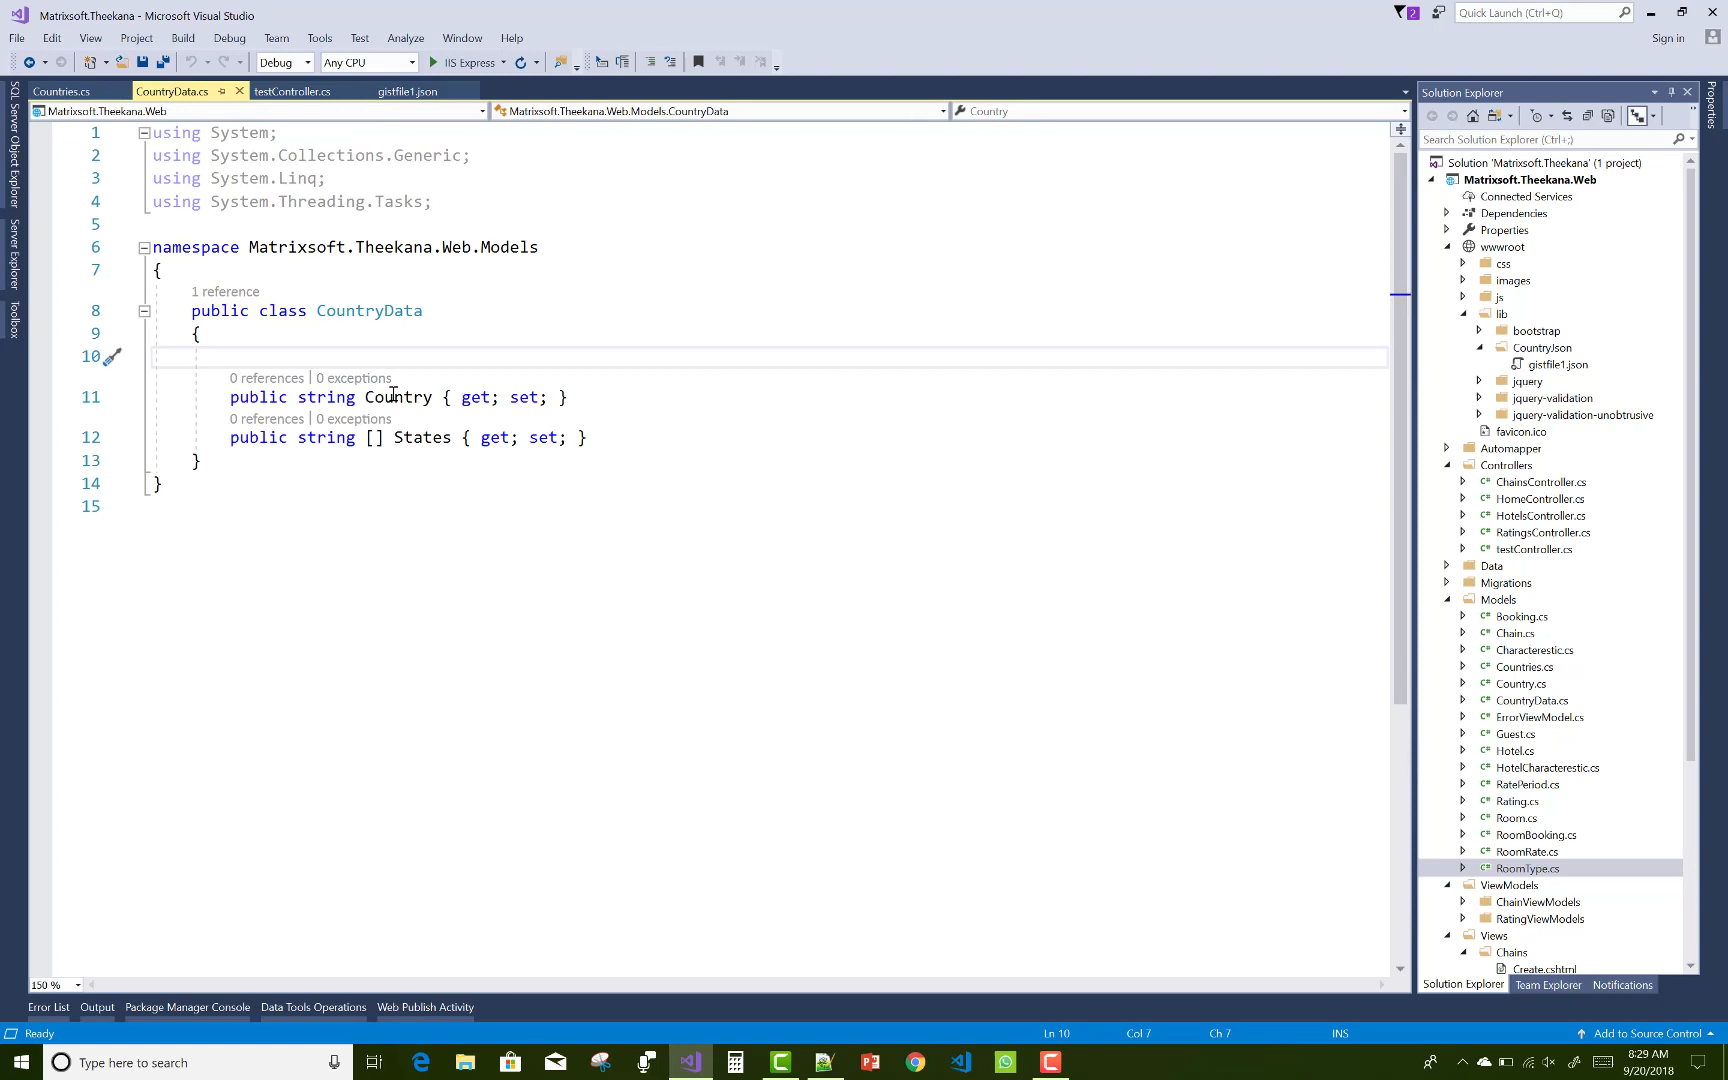 Matrixsoft.Theekana - Microsoft Visual Studio
2
Quick Launch (Ctrl+Q)
File Edit View Project Build Debug Team Tools Test Analyze Window Help
Sign in
Debug Any CPU IIS Express
Countries.cs CountryData.cs testController.cs gistfile1.json
Matrixsoft.Theekana.Web Matrixsoft.Theekana.Web.Models.CountryData Country
SQL Server Object Explorer
Server Explorer
Toolbox
1 using System;
2 using System.Collections.Generic;
3 using System.Linq;
4 using System.Threading.Tasks;
5
6 namespace Matrixsoft.Theekana.Web.Models
7 {
1 reference
8 public class CountryData
9 {
10
0 references | 0 exceptions
11 public string Country { get; set; }
0 references | 0 exceptions
12 public string [] States { get; set; }
13 }
14 }
15
150 %
Solution Explorer
Search Solution Explorer (Ctrl+;)
Solution 'Matrixsoft.Theekana' (1 project)
Matrixsoft.Theekana.Web
Connected Services
Dependencies
Properties
wwwroot
css
images
js
lib
bootstrap
CountryJson
gistfile1.json
jquery
jquery-validation
jquery-validation-unobtrusive
favicon.ico
Automapper
Controllers
C# ChainsController.cs
C# HomeController.cs
C# HotelsController.cs
C# RatingsController.cs
C# testController.cs
Data
Migrations
Models
C# Booking.cs
C# Chain.cs
C# Characterestic.cs
C# Countries.cs
C# Country.cs
C# CountryData.cs
C# ErrorViewModel.cs
C# Guest.cs
C# Hotel.cs
C# HotelCharacterestic.cs
C# RatePeriod.cs
C# Rating.cs
C# Room.cs
C# RoomBooking.cs
C# RoomRate.cs
C# RoomType.cs
ViewModels
ChainViewModels
RatingViewModels
Views
Chains
Create.cshtml
Solution Explorer Team Explorer Notifications
Properties
Error List Output Package Manager Console Data Tools Operations Web Publish Activity
Ready Ln 10 Col 7 Ch 7 INS Add to Source Control
Type here to search
8:29 AM
9/20/2018